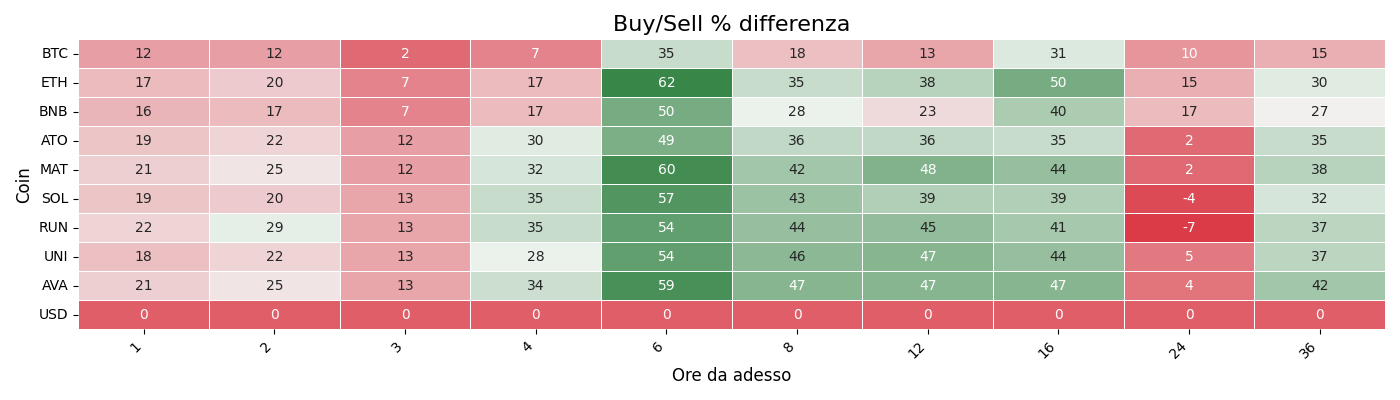 Buy/Sell % differenza
Coin
BTC 12 12 2 7 35 18 13 31 10 15
ETH 17 20 7 17 62 35 38 50 15 30
BNB 16 17 7 17 50 28 23 40 17 27
ATO 19 22 12 30 49 36 36 35 2 35
MAT 21 25 12 32 60 42 48 44 2 38
SOL 19 20 13 35 57 43 39 39 -4 32
RUN 22 29 13 35 54 44 45 41 -7 37
UNI 18 22 13 28 54 46 47 44 5 37
AVA 21 25 13 34 59 47 47 47 4 42
USD 0 0 0 0 0 0 0 0 0 0
1 2 3 4 6 8 12 16 24 36
Ore da adesso